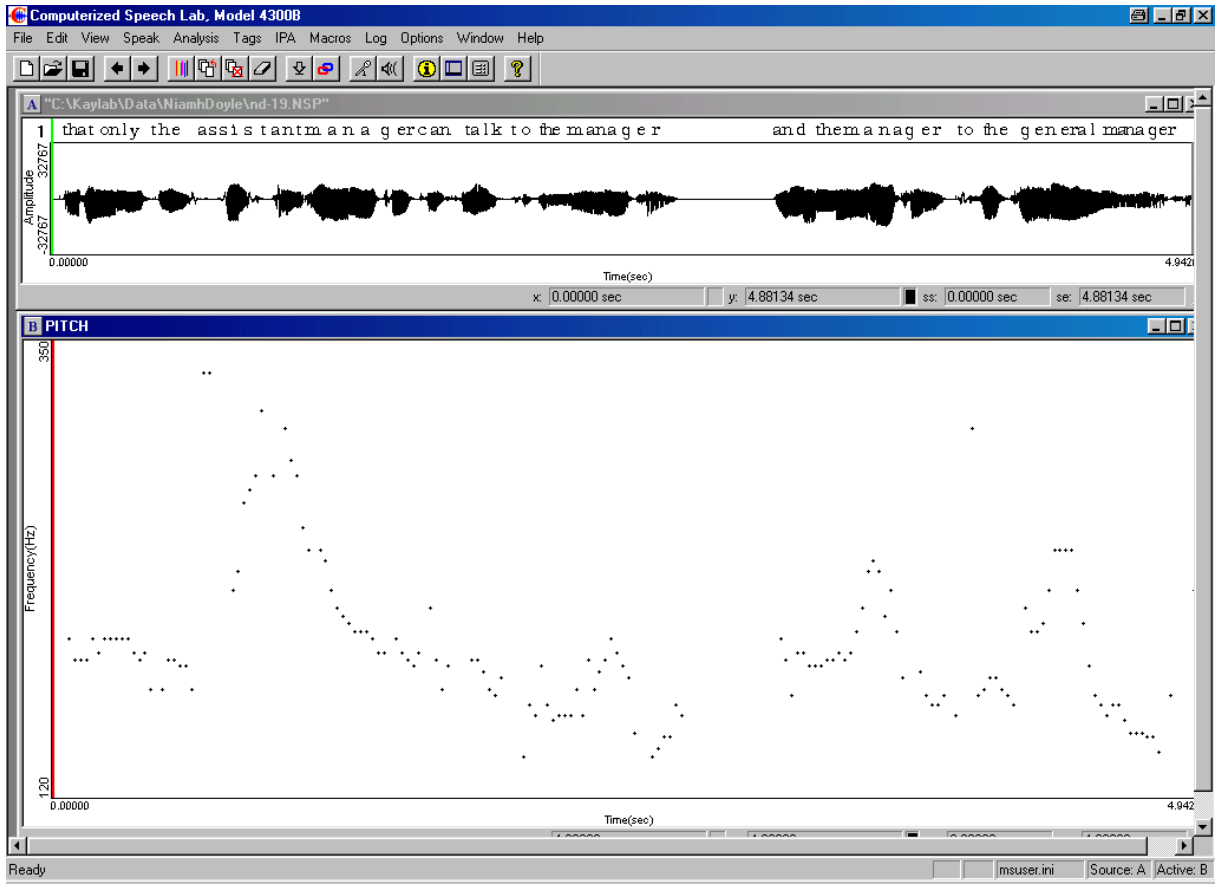 Computerized Speech Lab, Model 4300B
File Edit View Speak Analysis Tags IPA Macros Log Options Window Help
A "C:\Kaylab\Data\NiamhDoyle\nd-19.NSP"
1 that only the assistantmanagercan talk to the manager and themanager to the general manager
32767
Amplitude
-32767
0.00000 4.942
Time(sec)
x: 0.00000 sec y: 4.88134 sec ss: 0.00000 sec se: 4.88134 sec
B PITCH
350
Frequency(Hz)
120
0.00000 4.942
Time(sec)
Ready msuser.ini Source: A Active: B